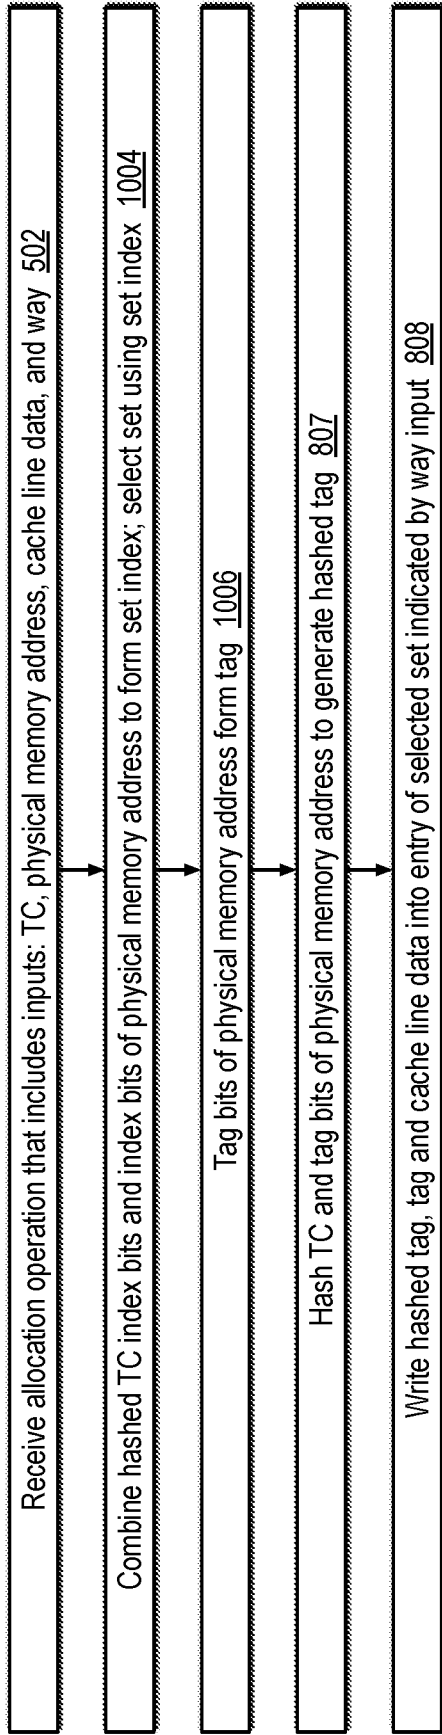 Receive allocation operation that includes inputs: TC, physical memory address, cache line data, and way 502
Combine hashed TC index bits and index bits of physical memory address to form set index; select set using set index 1004
Tag bits of physical memory address form tag 1006
Hash TC and tag bits of physical memory address to generate hashed tag 807
Write hashed tag, tag and cache line data into entry of selected set indicated by way input 808